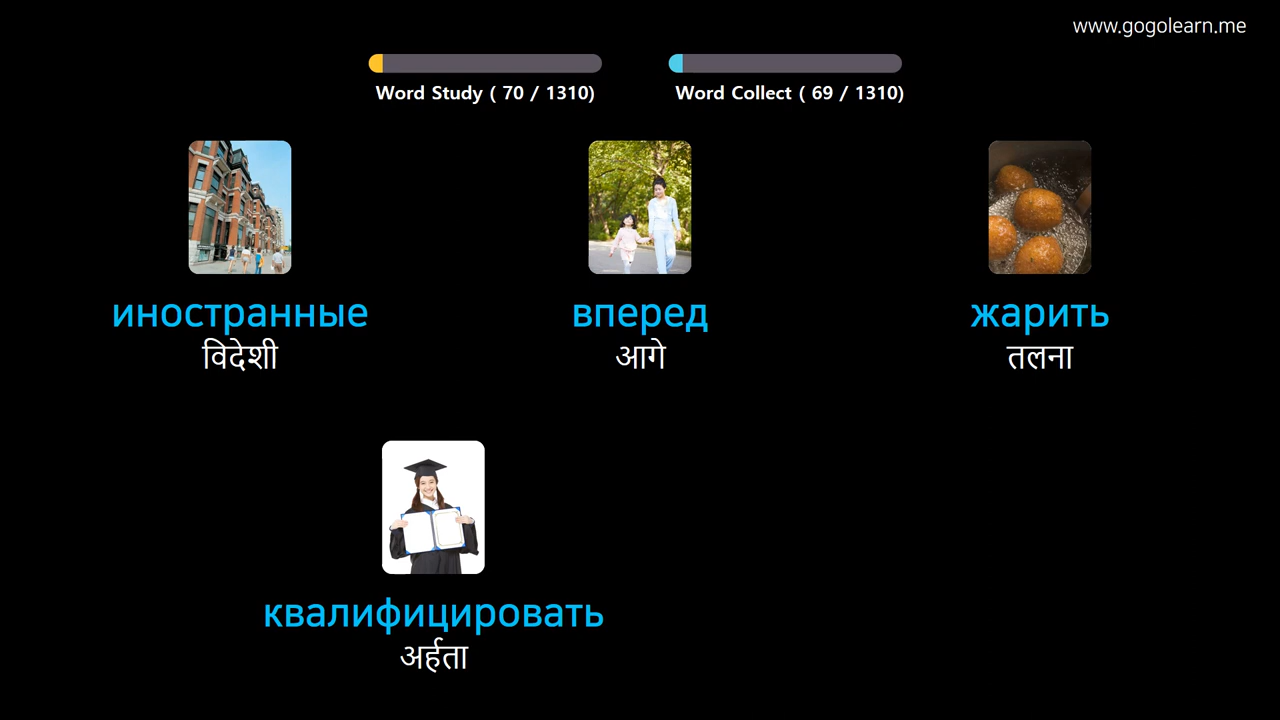 www.gogolearn.me
Word Study ( 70 / 1310)
Word Collect ( 69 / 1310)
иностранные
विदेशी
вперед
आगे
жарить
तलना
квалифицировать
अर्हता